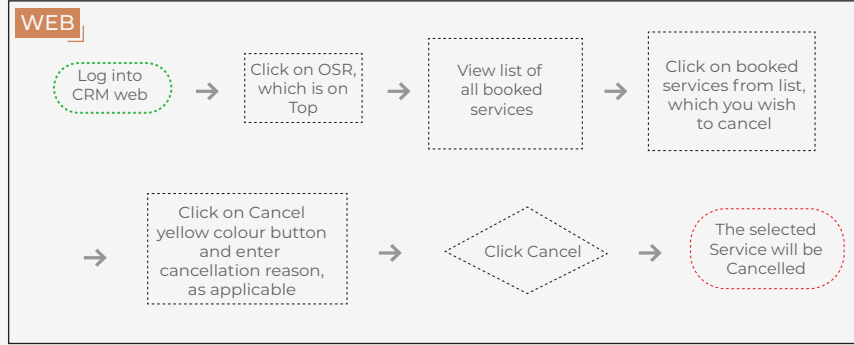 WEB
Log into
CRM web
Click on OSR,
which is on
Top
View list of
all booked
services
Click on booked
services from list,
which you wish
to cancel
Click on Cancel
yellow colour button
and enter
cancellation reason,
as applicable
Click Cancel
The selected
Service will be
Cancelled